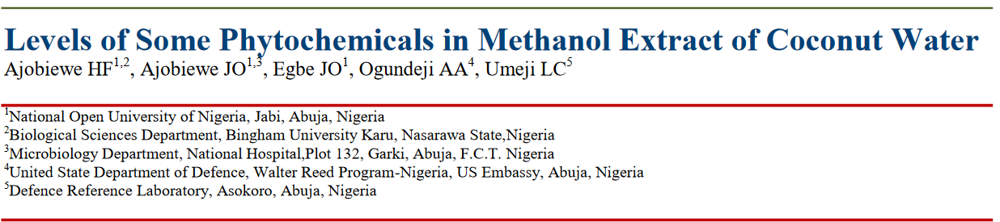 Levels of Some Phytochemicals in Methanol Extract of Coconut Water
Ajobiewe HF1,2, Ajobiewe JO1,3, Egbe JO1, Ogundeji AA4, Umeji LC5
1National Open University of Nigeria, Jabi, Abuja, Nigeria
2Biological Sciences Department, Bingham University Karu, Nasarawa State,Nigeria
3Microbiology Department, National Hospital,Plot 132, Garki, Abuja, F.C.T. Nigeria
4United State Department of Defence, Walter Reed Program-Nigeria, US Embassy, Abuja, Nigeria
5Defence Reference Laboratory, Asokoro, Abuja, Nigeria